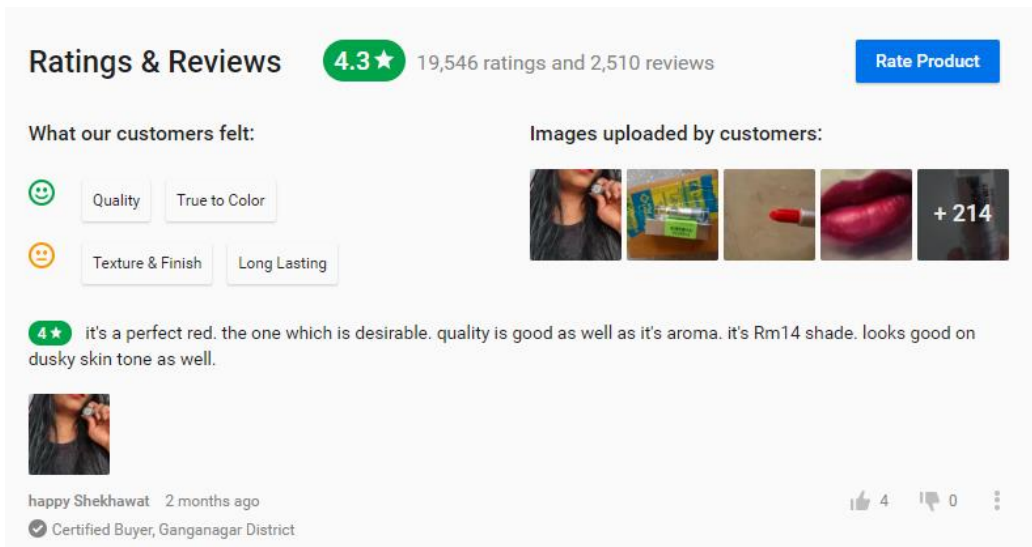 Ratings & Reviews 4.3★ 19,546 ratings and 2,510 reviews Rate Product
What our customers felt: Images uploaded by customers:
Quality True to Color
+ 214
Texture & Finish Long Lasting
4★ it's a perfect red. the one which is desirable. quality is good as well as it's aroma. it's Rm14 shade. looks good on
dusky skin tone as well.
happy Shekhawat 2 months ago 4 0
Certified Buyer, Ganganagar District